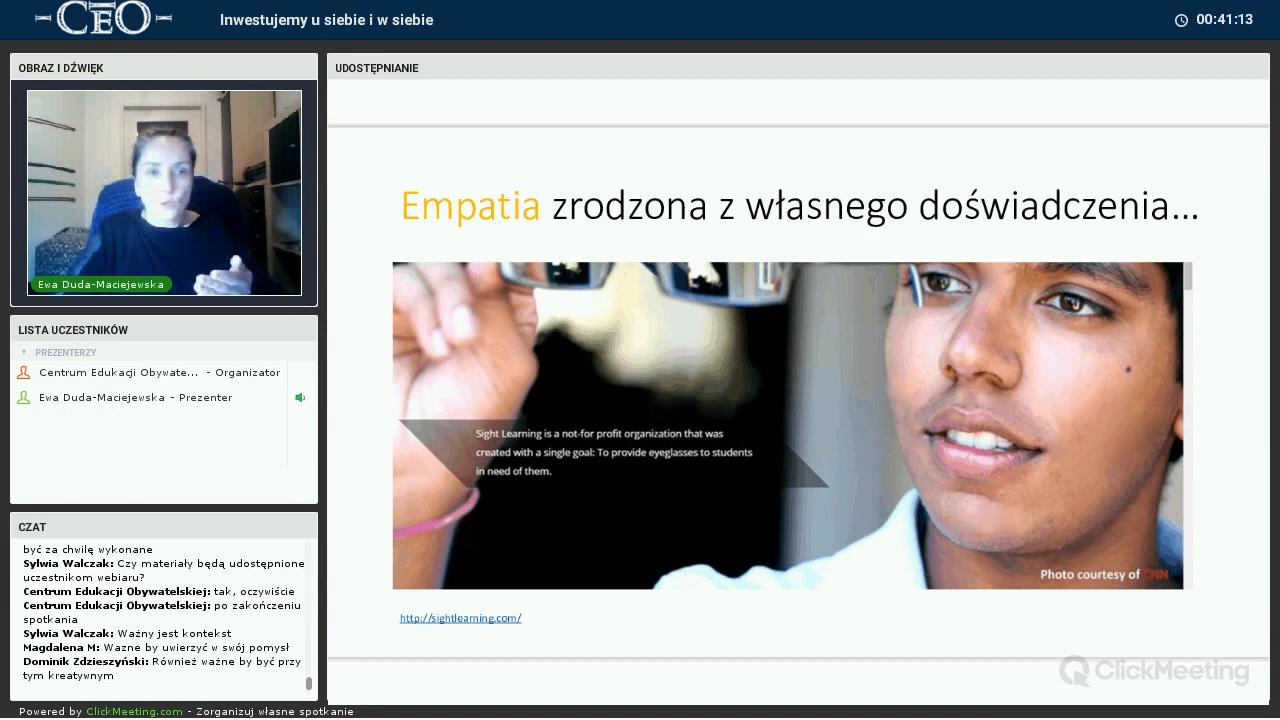 CEO
Inwestujemy u siebie i w siebie
00:41:13
OBRAZ I DŹWIĘK
Ewa Duda-Maciejewska
LISTA UCZESTNIKÓW
PREZENTERZY
Centrum Edukacji Obywate... - Organizator
Ewa Duda-Maciejewska - Prezenter
CZAT
być za chwilę wykonane
Sylwia Walczak: Czy materiały będą udostępnione
uczestnikom webiaru?
Centrum Edukacji Obywatelskiej: tak, oczywiście
Centrum Edukacji Obywatelskiej: po zakończeniu
spotkania
Sylwia Walczak: Ważny jest kontekst
Magdalena M: Wazne by uwierzyć w swój pomysł
Dominik Zdzieszyński: Również ważne by być przy
tym kreatywnym
Powered by ClickMeeting.com - Zorganizuj własne spotkanie
UDOSTĘPNIANIE
Empatia zrodzona z własnego doświadczenia...
Sight Learning is a not-for profit organization that was
created with a single goal: To provide eyeglasses to students
in need of them.
Photo courtesy of CNN
http://sightlearning.com/
ClickMeeting